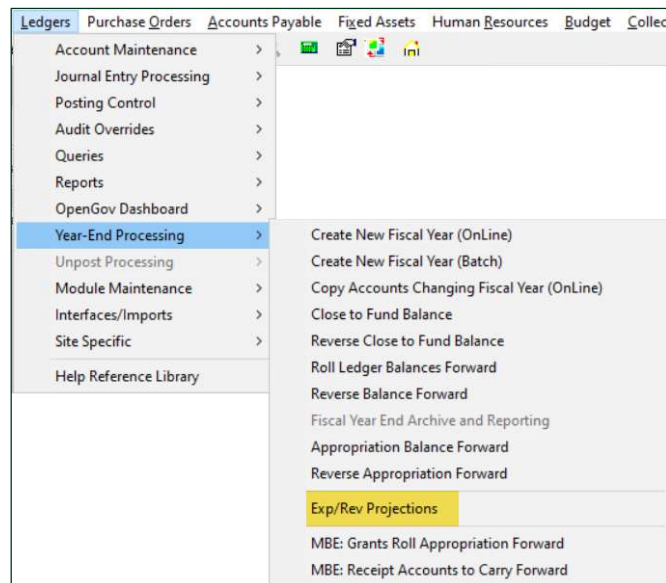 Ledgers Purchase Orders Accounts Payable Fixed Assets Human Resources Budget Collec
Account Maintenance
Journal Entry Processing
Posting Control
Audit Overrides
Queries
Reports
OpenGov Dashboard
Year-End Processing
Unpost Processing
Module Maintenance
Interfaces/Imports
Site Specific
Help Reference Library
Create New Fiscal Year (OnLine)
Create New Fiscal Year (Batch)
Copy Accounts Changing Fiscal Year (OnLine)
Close to Fund Balance
Reverse Close to Fund Balance
Roll Ledger Balances Forward
Reverse Balance Forward
Fiscal Year End Archive and Reporting
Appropriation Balance Forward
Reverse Appropriation Forward
Exp/Rev Projections
MBE: Grants Roll Appropriation Forward
MBE: Receipt Accounts to Carry Forward